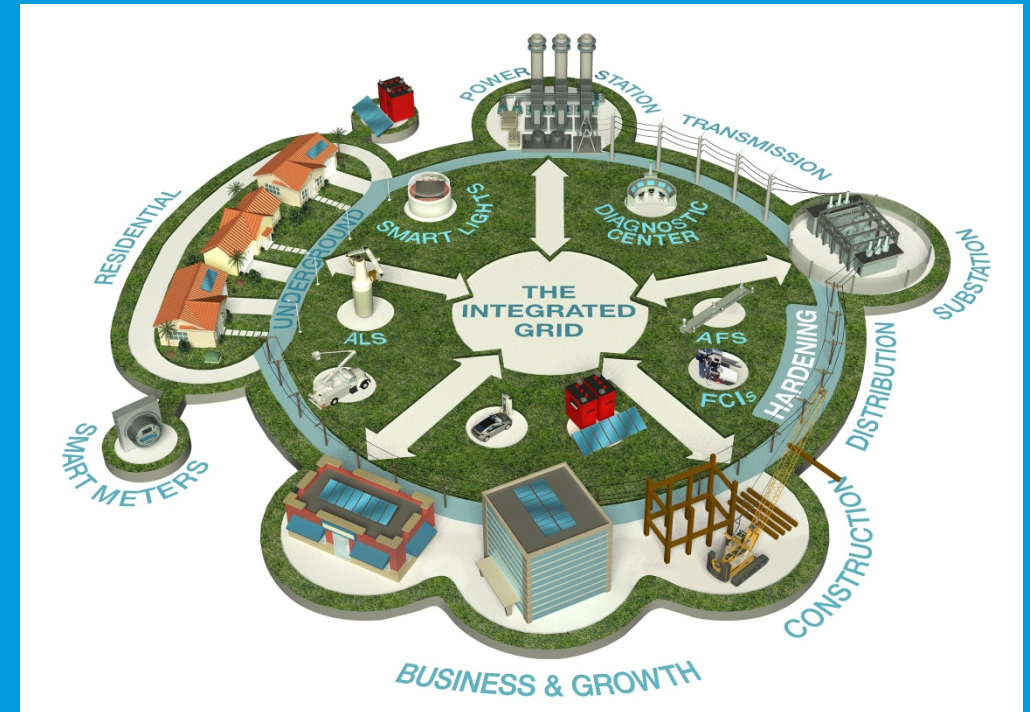 POWER STATION
TRANSMISSION
SUBSTATION
RESIDENTIAL
UNDERGROUND
SMART LIGHTS
DIAGNOSTIC
CENTER
THE
INTEGRATED
GRID
ALS
AFS
FCIs
HARDENING
DISTRIBUTION
SMART METERS
CONSTRUCTION
BUSINESS & GROWTH